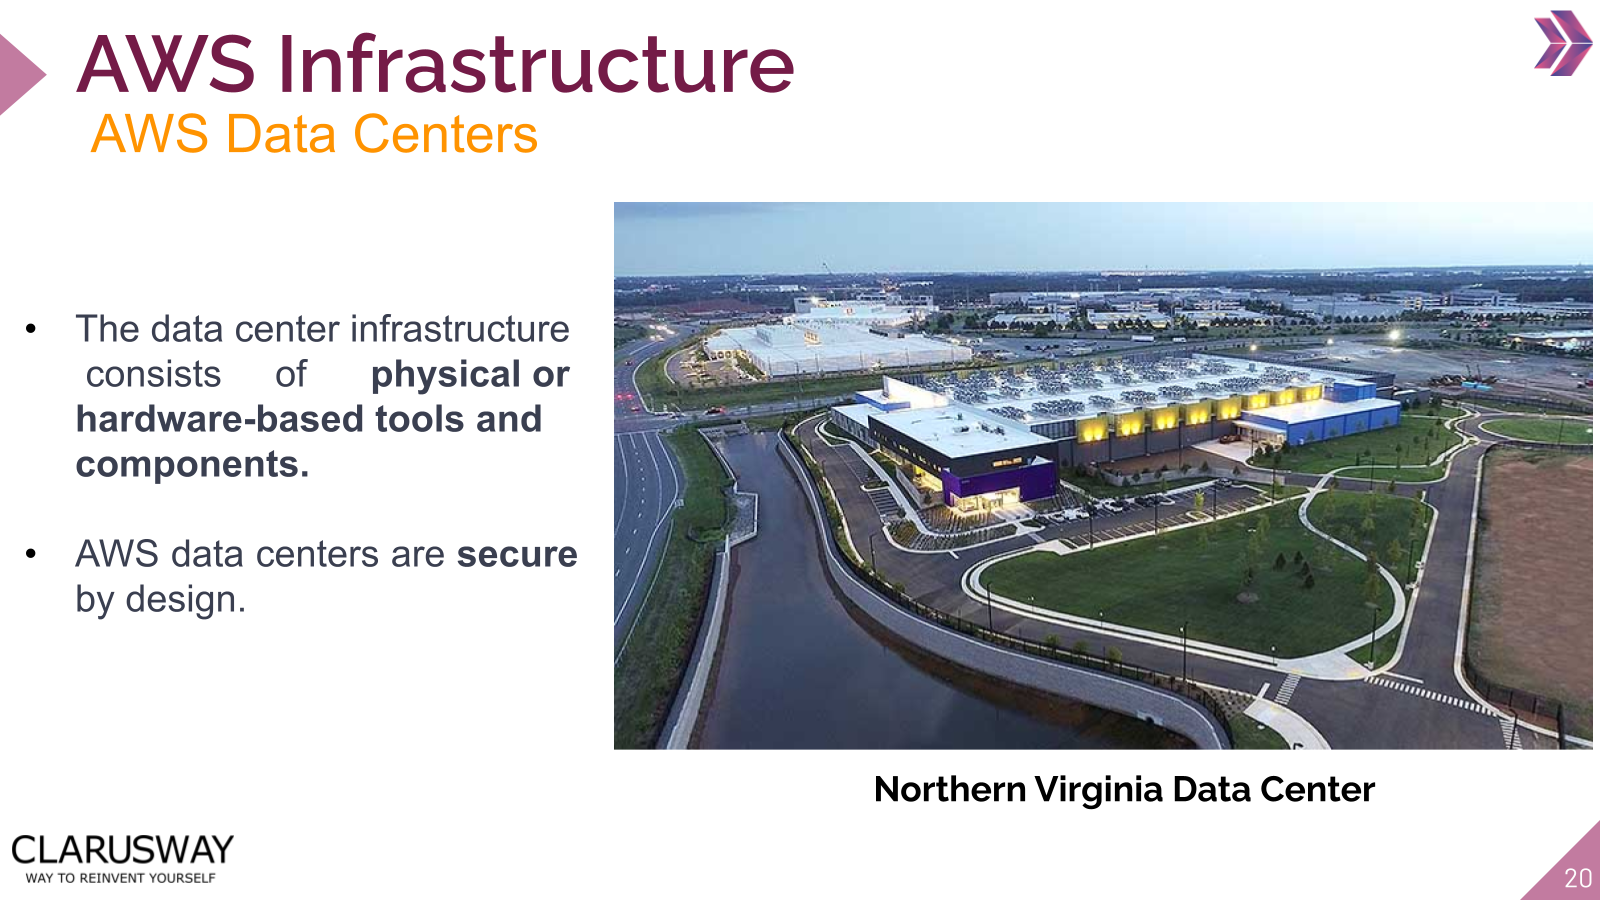 AWS Infrastructure
AWS Data Centers
• The data center infrastructure
consists of physical or
hardware-based tools and
components.
• AWS data centers are secure
by design.
Northern Virginia Data Center
CLARUSWAY
WAY TO REINVENT YOURSELF
20